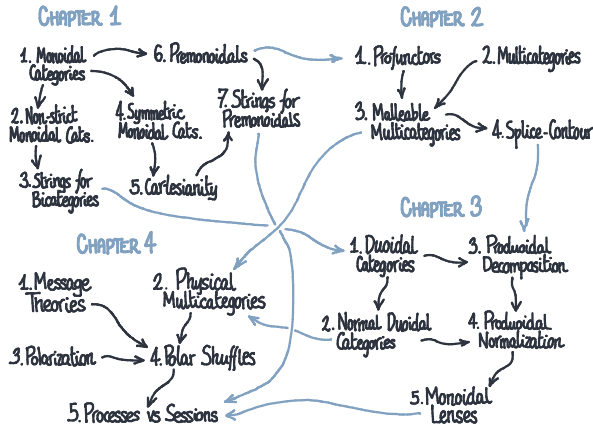 CHAPTER 1
1. Monoidal
Categories
6. Premonoidals
2. Non-strict
Monoidal Cats.
4. Symmetric
Monoidal Cats.
7. Strings for
Premonoidals
3. Strings for
Bicategories
5. Cartesianity
CHAPTER 2
1. Profunctors
2. Multicategories
3. Malleable
Multicategories
4. Splice-Contour
CHAPTER 3
1. Duoidal
Categories
3. Produoidal
Decomposition
2. Normal Duoidal
Categories
4. Produoidal
Normalization
5. Monoidal
Lenses
CHAPTER 4
1. Message
Theories
2. Physical
Multicategories
3. Polarization
4. Polar Shuffles
5. Processes vs Sessions